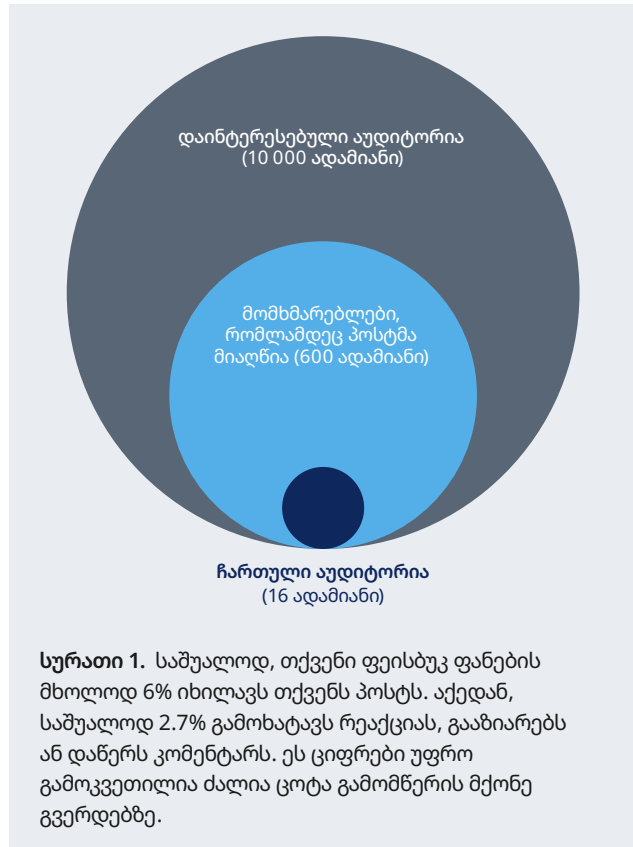 დაინტერესებული აუდიტორია
(10 000 ადამიანი)
მომხმარებლები,
რომლამდეც პოსტმა
მიაღწია (600 ადამიანი)
ჩართული აუდიტორია
(16 ადამიანი)
სურათი 1. საშუალოდ, თქვენი ფეისბუკ ფანების
მხოლოდ 6% იხილავს თქვენს პოსტს. აქედან,
საშუალოდ 2.7% გამოხატავს რეაქციას, გააზიარებს
ან დაწერს კომენტარს. ეს ციფრები უფრო
გამოკვეთილია ძალია ცოტა გამომწერის მქონე
გვერდებზე.